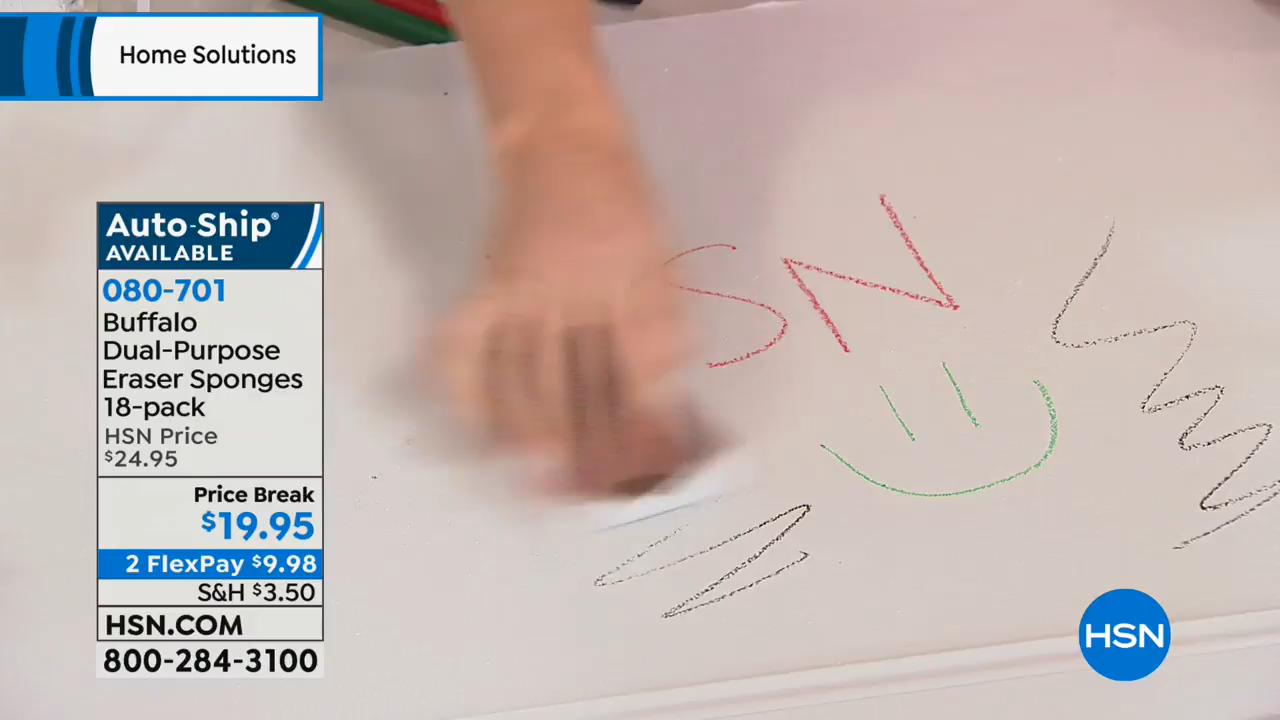 Home Solutions
Auto-Ship®
AVAILABLE
080-701
Buffalo
Dual-Purpose
Eraser Sponges
18-pack
HSN Price
$24.95
Price Break
$19.95
2 FlexPay $9.98
S&H $3.50
HSN.COM
800-284-3100
SN
HSN